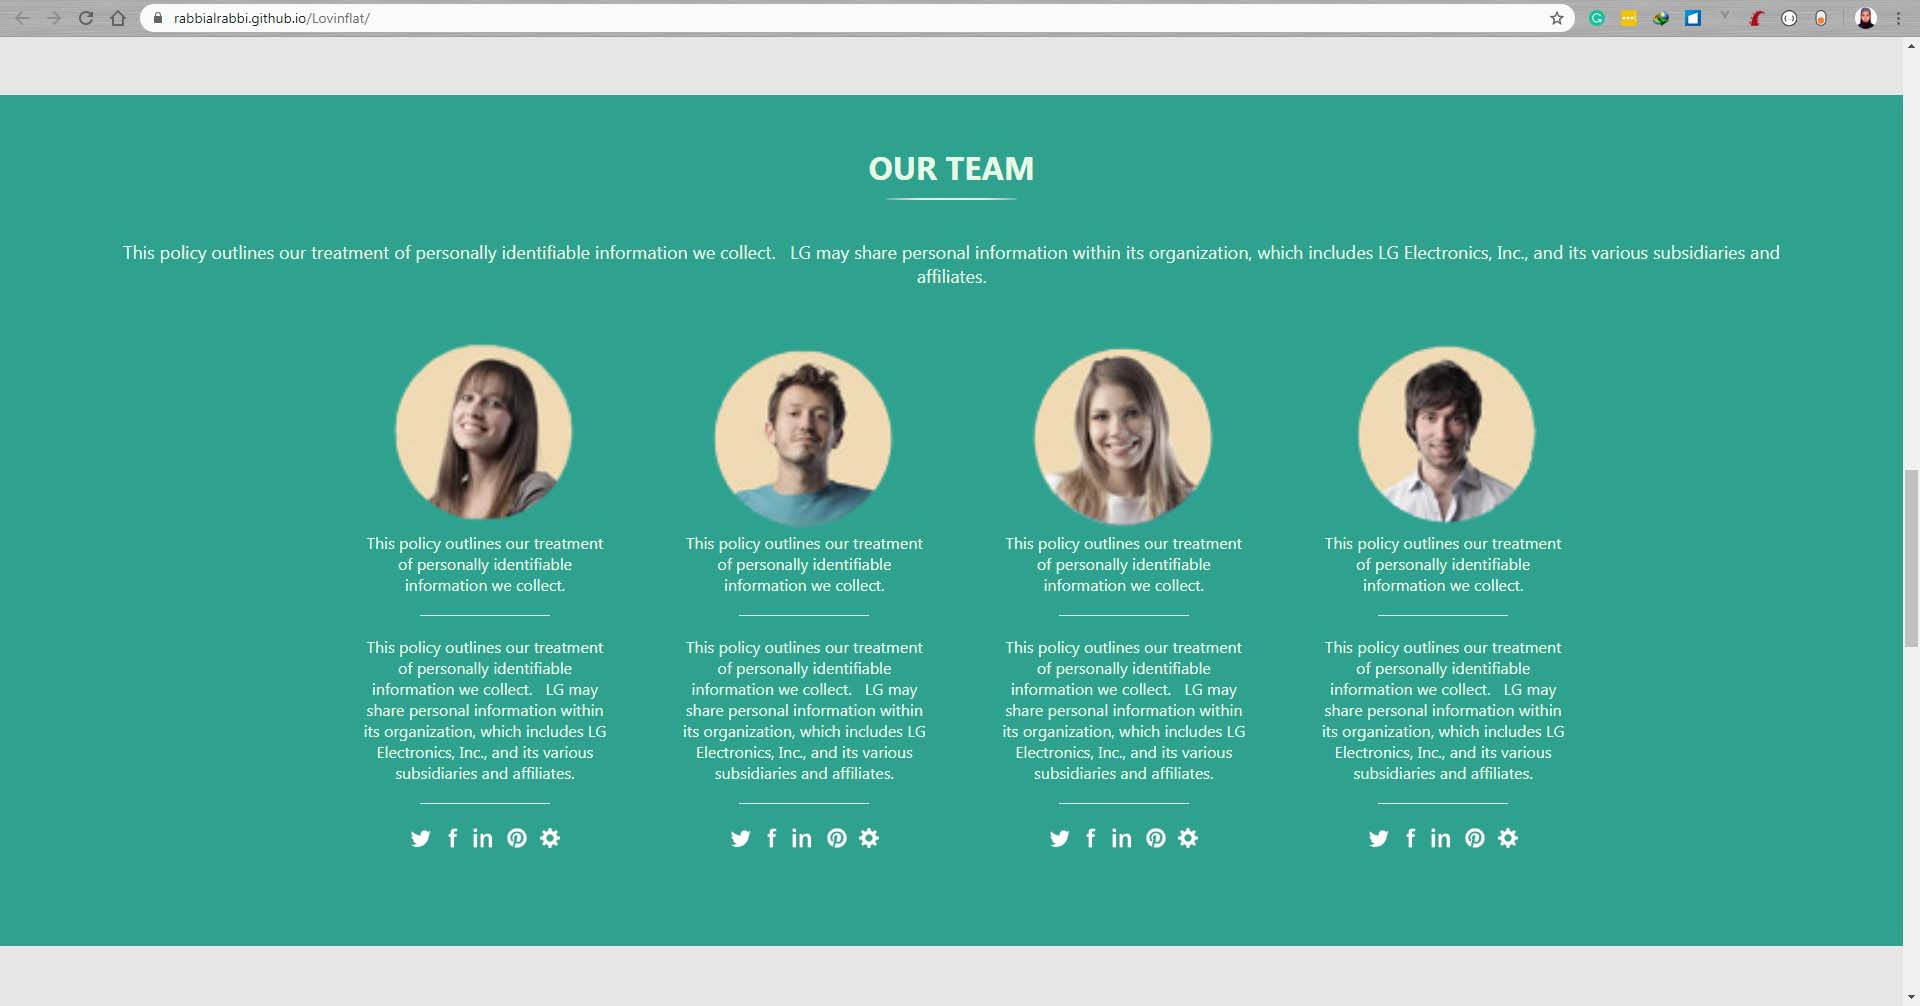 rabbialrabbi.github.io/Lovinflat/
OUR TEAM
This policy outlines our treatment of personally identifiable information we collect.   LG may share personal information within its organization, which includes LG Electronics, Inc., and its various subsidiaries and
affiliates.
This policy outlines our treatment
of personally identifiable
information we collect.
This policy outlines our treatment
of personally identifiable
information we collect.   LG may
share personal information within
its organization, which includes LG
Electronics, Inc., and its various
subsidiaries and affiliates.
This policy outlines our treatment
of personally identifiable
information we collect.
This policy outlines our treatment
of personally identifiable
information we collect.   LG may
share personal information within
its organization, which includes LG
Electronics, Inc., and its various
subsidiaries and affiliates.
This policy outlines our treatment
of personally identifiable
information we collect.
This policy outlines our treatment
of personally identifiable
information we collect.   LG may
share personal information within
its organization, which includes LG
Electronics, Inc., and its various
subsidiaries and affiliates.
This policy outlines our treatment
of personally identifiable
information we collect.
This policy outlines our treatment
of personally identifiable
information we collect.   LG may
share personal information within
its organization, which includes LG
Electronics, Inc., and its various
subsidiaries and affiliates.